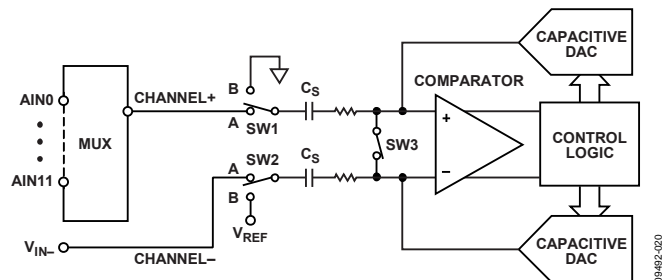 CAPACITIVE
DAC
B
CHANNEL+
CS
COMPARATOR
AIN0
A
SW1
+
MUX
SW3
CONTROL
LOGIC
SW2
CS
AIN11
A
B
–
VREF
VIN–
CHANNEL–
CAPACITIVE
DAC
09492-020